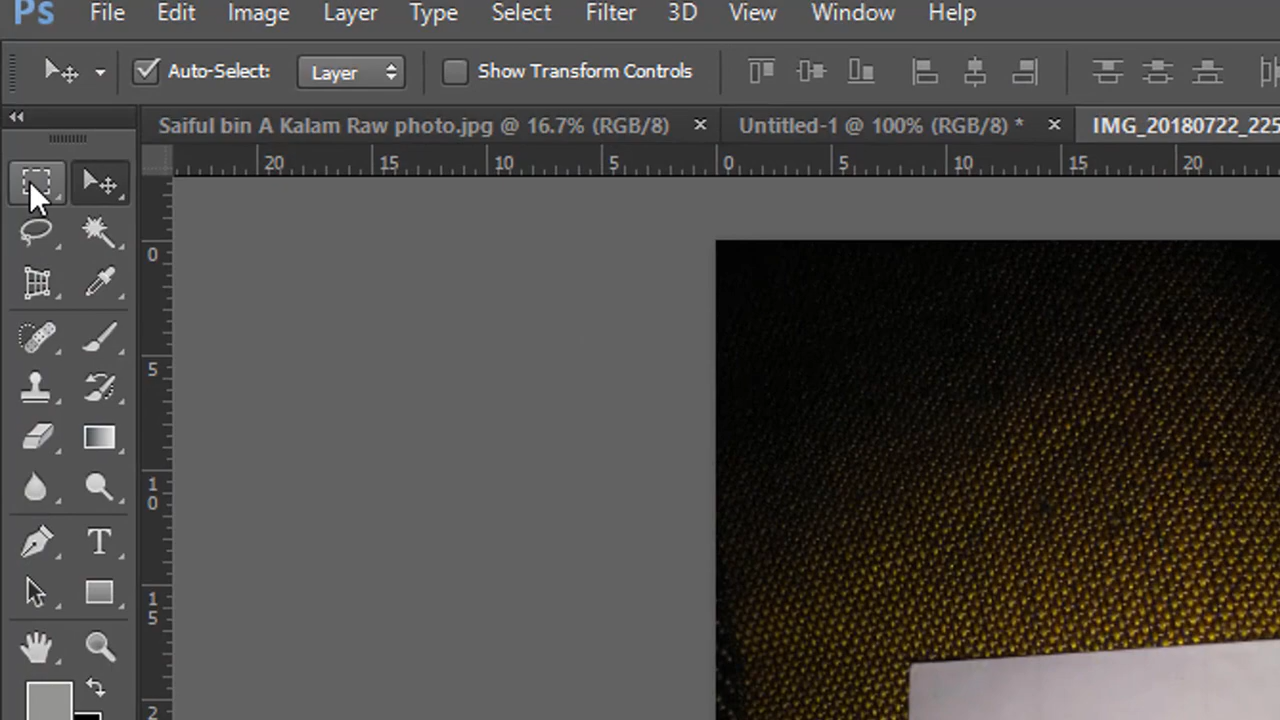 Ps File Edit Image Layer Type Select Filter 3D View Window Help
Auto-Select: Layer Show Transform Controls
Saiful bin A Kalam Raw photo.jpg @ 16.7% (RGB/8) × Untitled-1 @ 100% (RGB/8) * × IMG_20180722_225
20 15 10 5 0 5 10 15 20
0
5
10
15
2
T